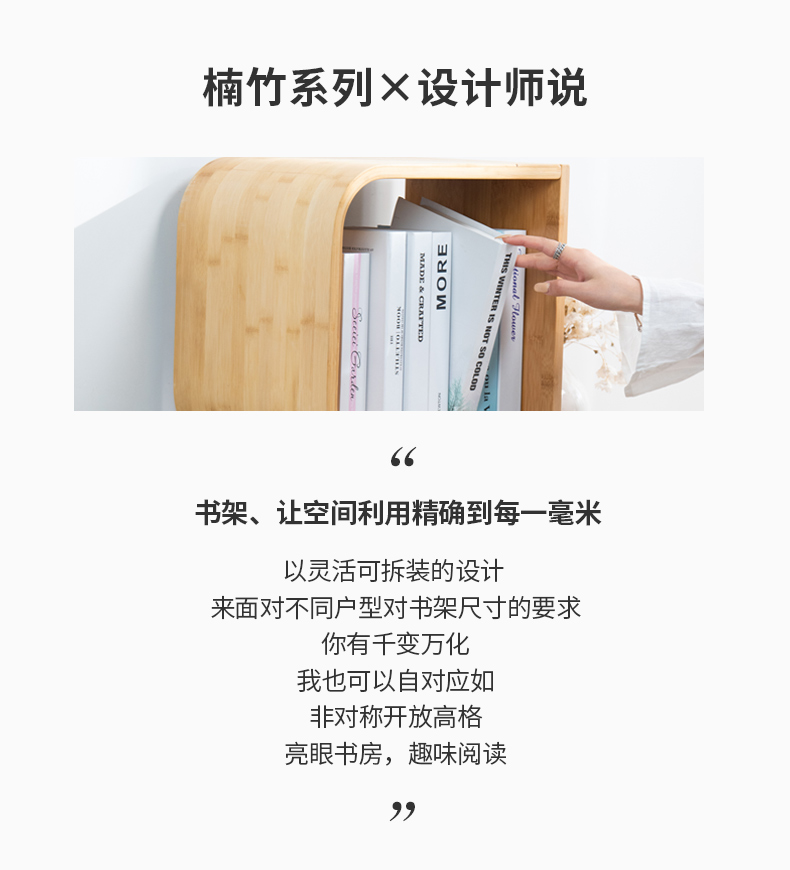 楠竹系列×设计师说
Secret Garden
MADE & CRAFTED
MORE
THIS WINTER IS NOT SO COLOD
“
书架、让空间利用精确到每一毫米
以灵活可拆装的设计
来面对不同户型对书架尺寸的要求
你有千变万化
我也可以自对应如
非对称开放高格
亮眼书房，趣味阅读
”